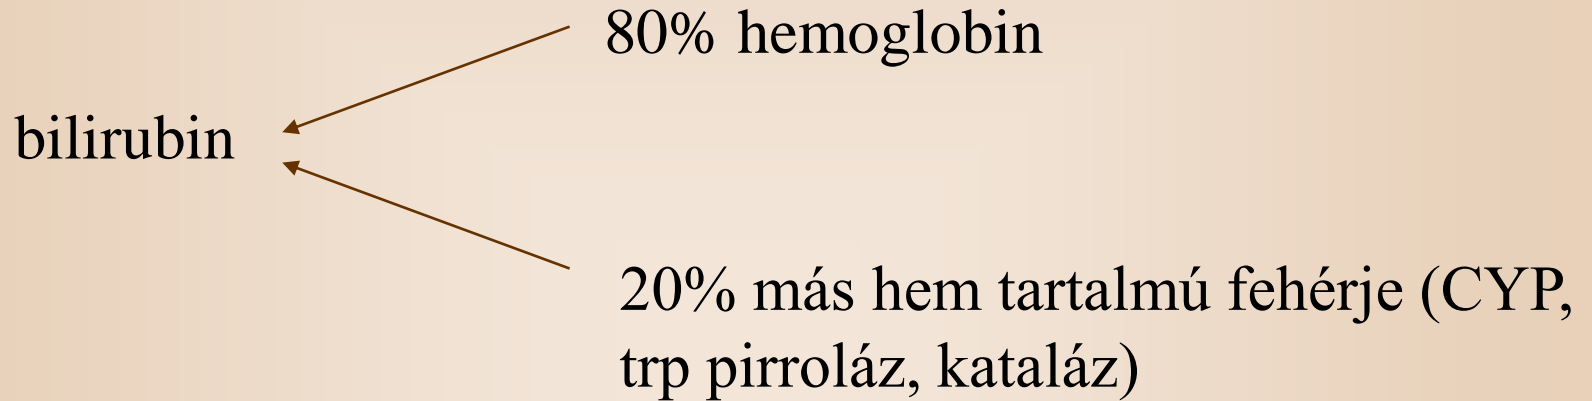 80% hemoglobin
bilirubin
20% más hem tartalmú fehérje (CYP,
trp pirroláz, kataláz)